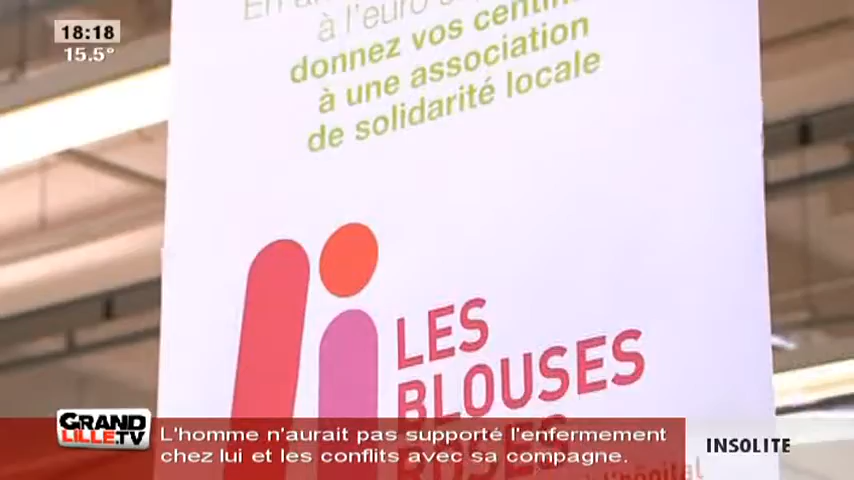 18:18
15.5°
à l'euro
donnez vos
à une association
de solidarité locale
LES
BLOUSES
ROSES
GRAND
LILLE.TV
L'homme n'aurait pas supporté l'enfermement
chez lui et les conflits avec sa compagne.
INSOLITE